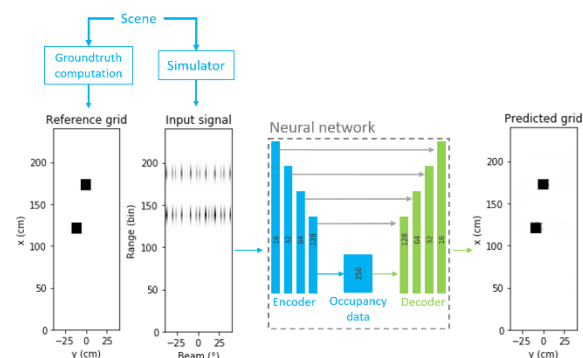 Scene
Groundtruth
computation
Simulator
Reference grid
Input signal
Neural network
Predicted grid
x (cm)
200
150
100
50
0
-25 0 25
y (cm)
Range (bin)
200
150
100
50
0
-25 0 25
Beam (°)
16
32
64
128
Encoder
256
Occupancy
data
128
64
32
16
Decoder
x (cm)
200
150
100
50
0
-25 0 25
y (cm)